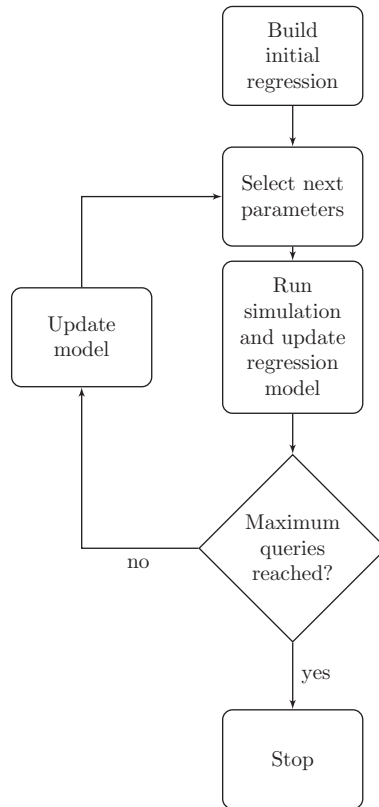 Build
initial
regression
Select next
parameters
Run
simulation
and update
regression
model
Update
model
Maximum
queries
reached?
no
yes
Stop